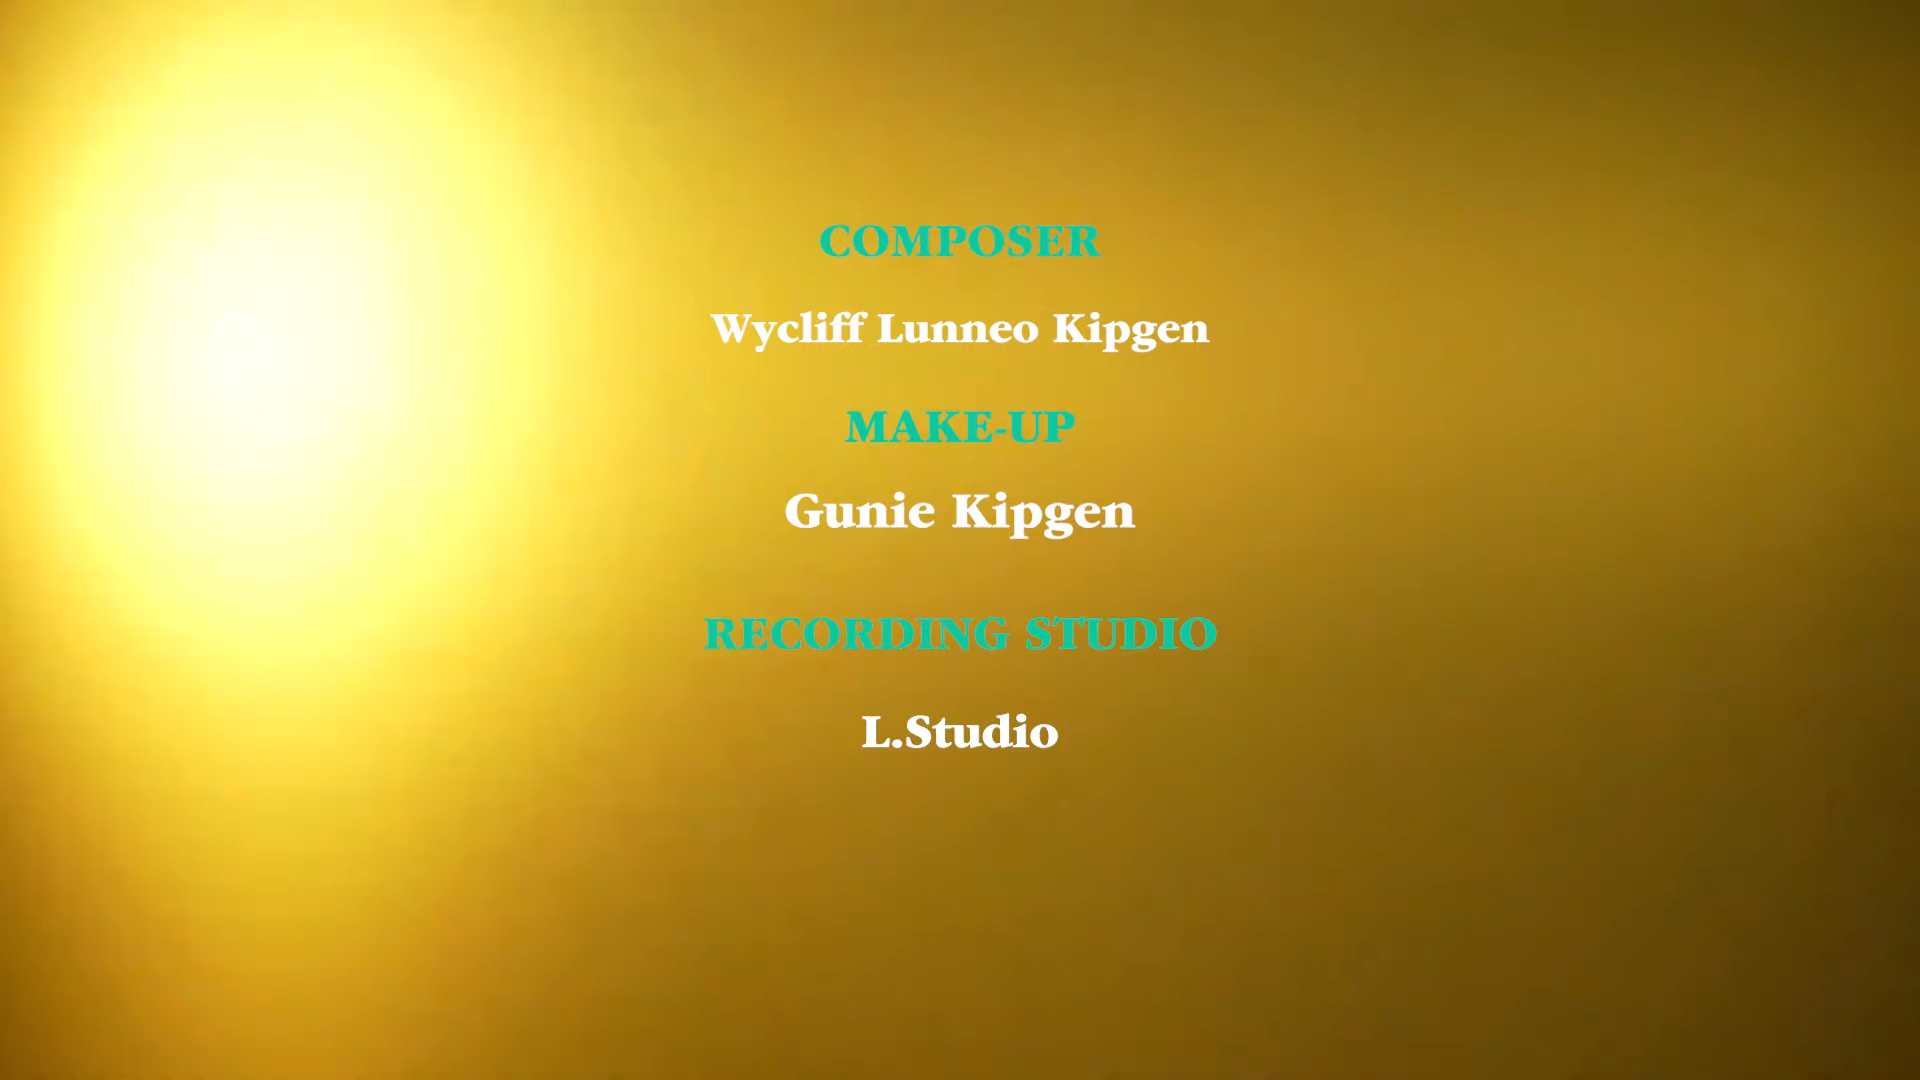 COMPOSER
Wycliff Lunneo Kipgen
MAKE-UP
Gunie Kipgen
RECORDING STUDIO
L.Studio